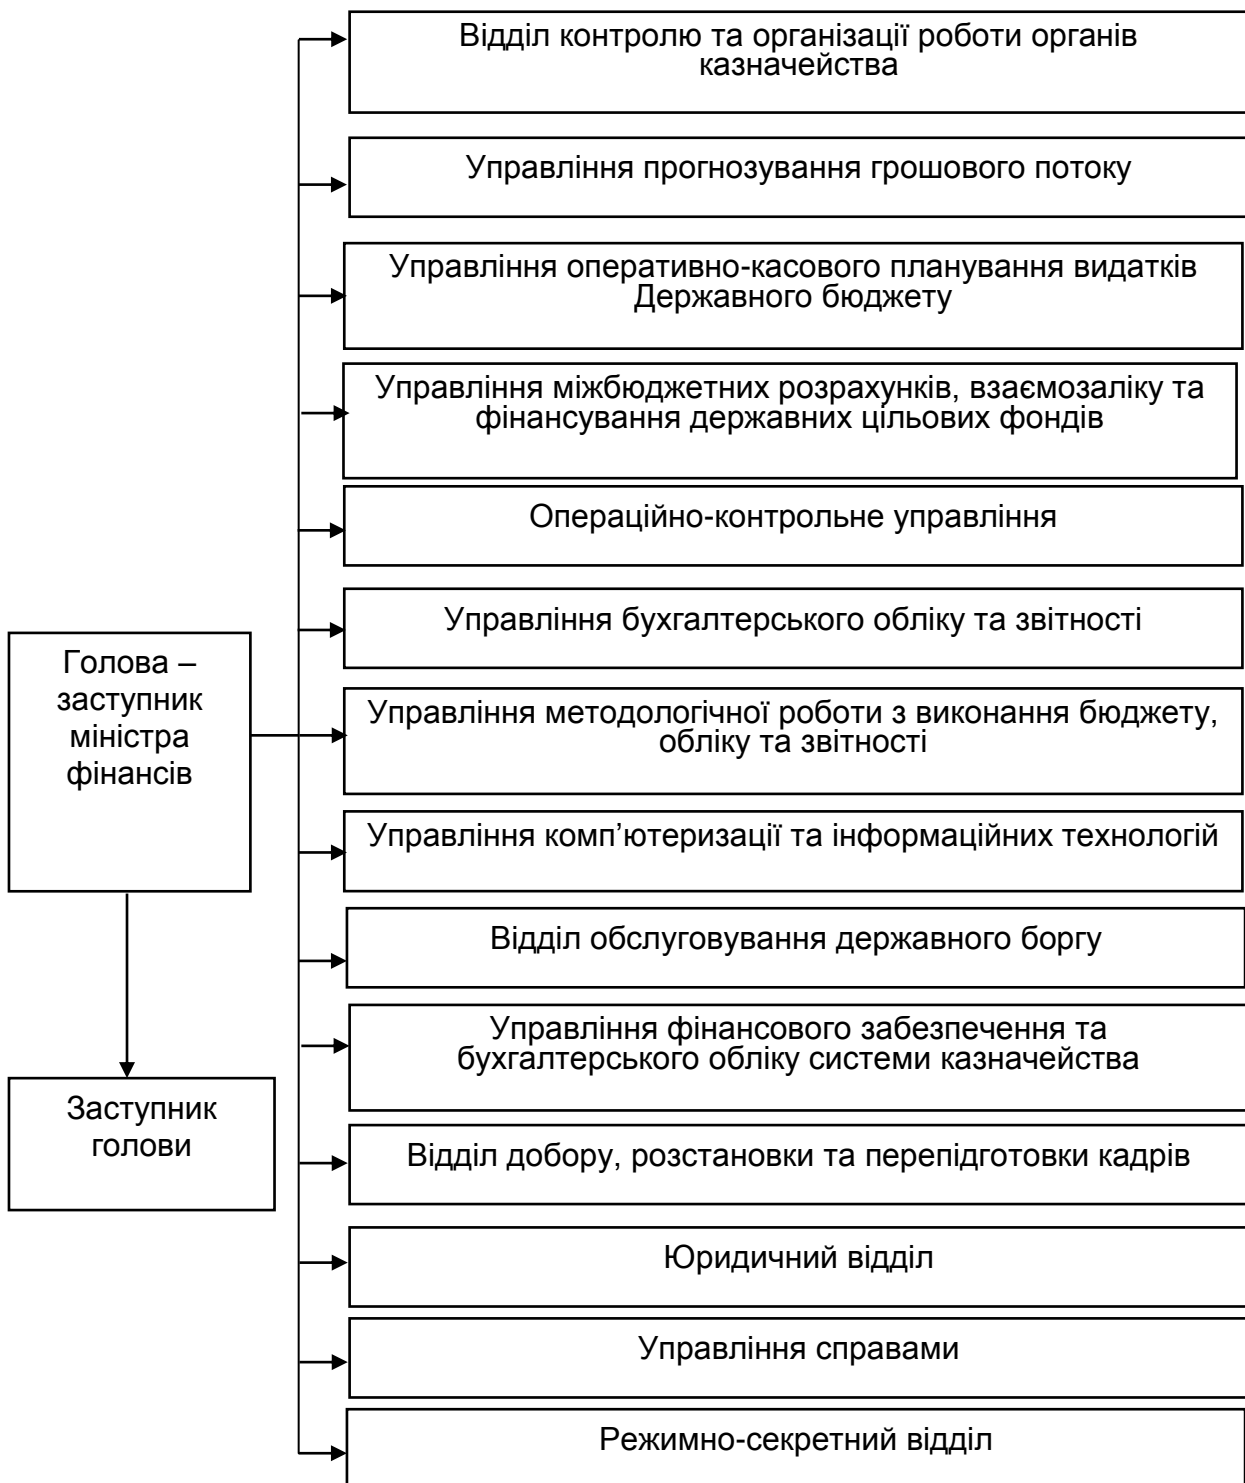 Відділ контролю та організації роботи органів
казначейства
Управління прогнозування грошового потоку
Управління оперативно-касового планування видатків
Державного бюджету
Управління міжбюджетних розрахунків, взаємозаліку та
фінансування державних цільових фондів
Операційно-контрольне управління
Управління бухгалтерського обліку та звітності
Голова –
заступник
міністра
фінансів
Управління методологічної роботи з виконання бюджету,
обліку та звітності
Управління комп’ютеризації та інформаційних технологій
Відділ обслуговування державного боргу
Управління фінансового забезпечення та
бухгалтерського обліку системи казначейства
Заступник
голови
Відділ добору, розстановки та перепідготовки кадрів
Юридичний відділ
Управління справами
Режимно-секретний відділ